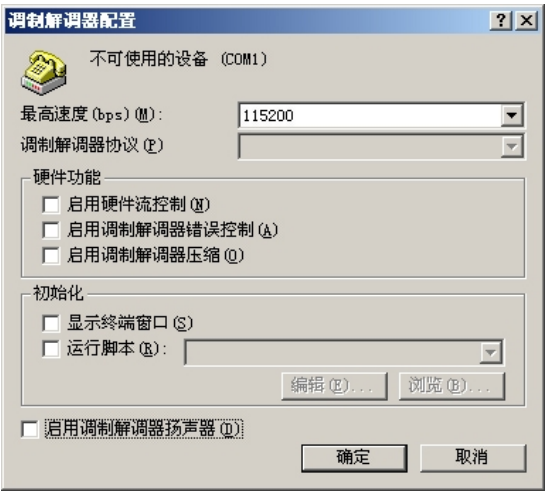 调制解调器配置
不可使用的设备 (COM1)
最高速度(bps)(M): 115200
调制解调器协议(P)
硬件功能
启用硬件流控制(N)
启用调制解调器错误控制(A)
启用调制解调器压缩(O)
初始化
显示终端窗口(S)
运行脚本(R):
编辑(E)... 浏览(B)...
启用调制解调器扬声器(D)
确定 取消